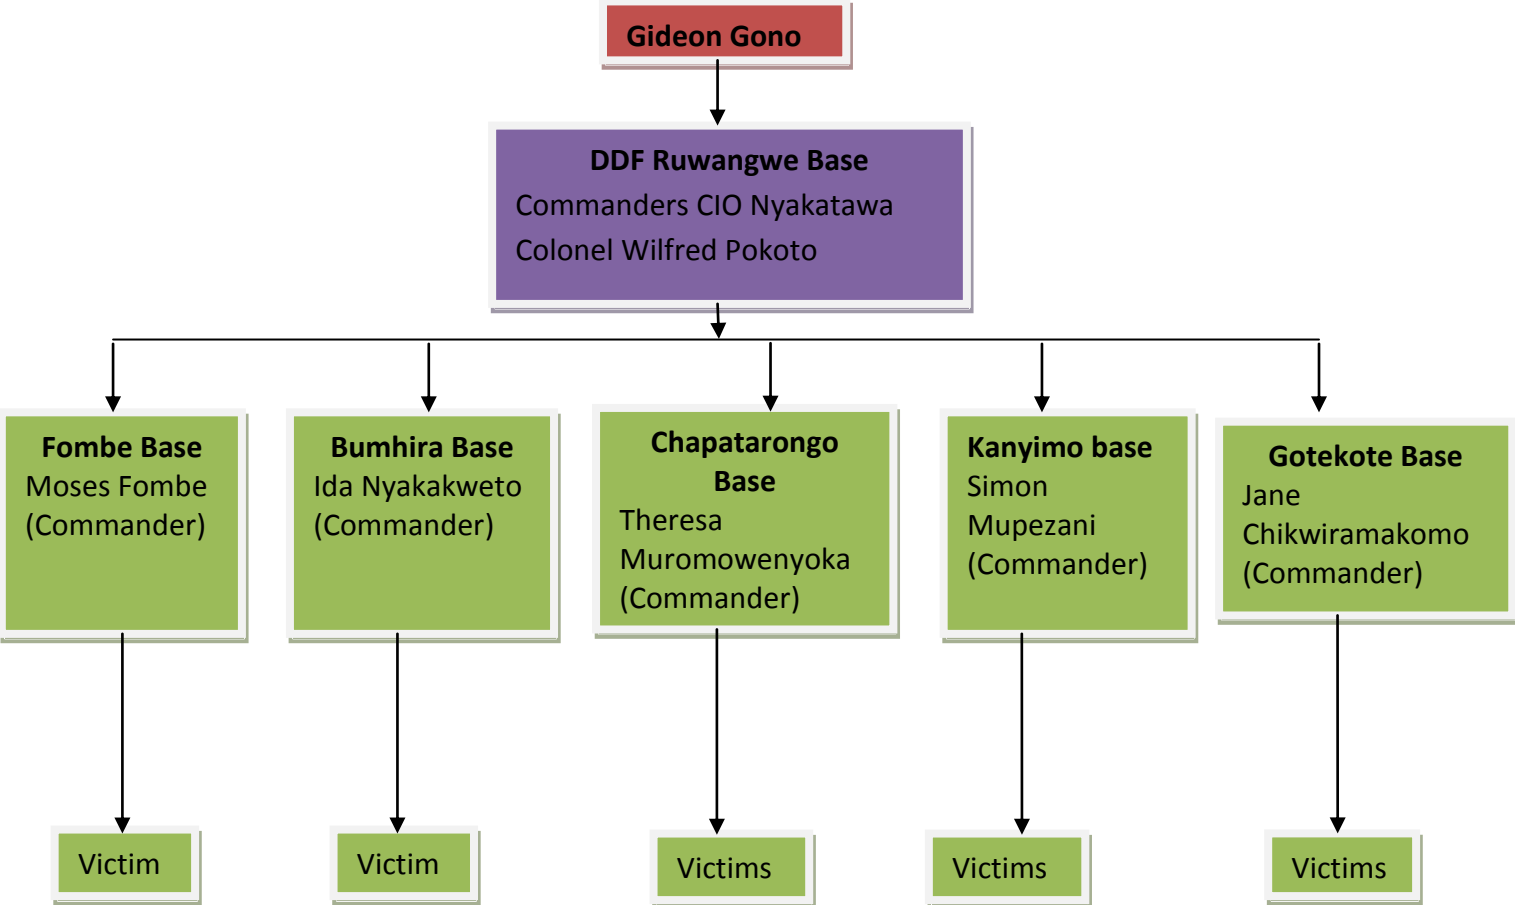 Gideon Gono
DDF Ruwangwe Base
Commanders CIO Nyakatawa
Colonel Wilfred Pokoto
Fombe Base
Moses Fombe
(Commander)
Bumhira Base
Ida Nyakakweto
(Commander)
Chapatarongo
Base
Theresa
Muromowenyoka
(Commander)
Kanyimo base
Simon
Mupezani
(Commander)
Gotekote Base
Jane
Chikwiramakomo
(Commander)
Victim
Victim
Victims
Victims
Victims